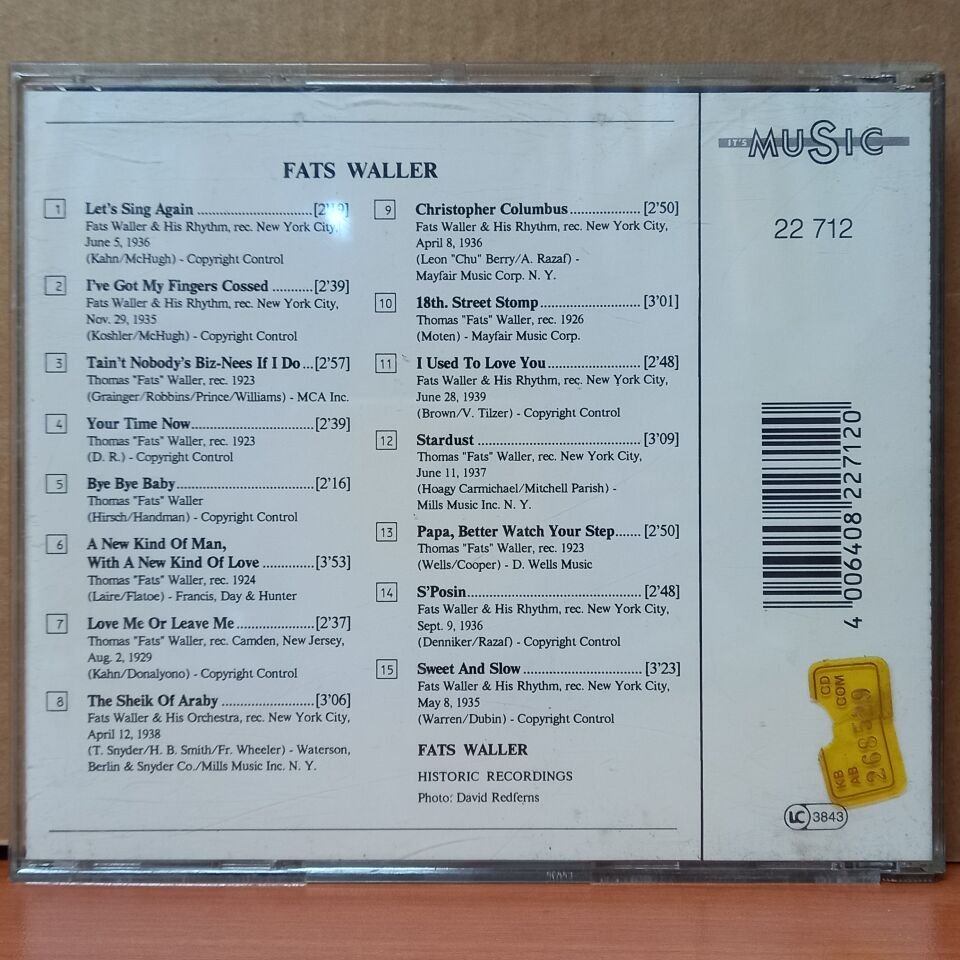 FATS WALLER
1 Let's Sing Again ..............................
Fats Waller & His Rhythm, rec. New York City,
June 5, 1936
(Kahn/McHugh) - Copyright Control
2 I've Got My Fingers Cossed ..........[2'39]
Fats Waller & His Rhythm, rec. New York City,
Nov. 29, 1935
(Koshler/McHugh) - Copyright Control
3 Tain't Nobody's Biz-Nees If I Do ...[2'57]
Thomas "Fats" Waller, rec. 1923
(Grainger/Robbins/Prince/Williams) - MCA Inc.
4 Your Time Now...............................[2'39]
Thomas "Fats" Waller, rec. 1923
(D. R.) - Copyright Control
5 Bye Bye Baby...................................[2'16]
Thomas "Fats" Waller
(Hirsch/Handman) - Copyright Control
6 A New Kind Of Man,
With A New Kind Of Love .............[3'53]
Thomas "Fats" Waller, rec. 1924
(Laire/Flatoe) - Francis, Day & Hunter
7 Love Me Or Leave Me ....................[2'37]
Thomas "Fats" Waller, rec. Camden, New Jersey,
Aug. 2, 1929
(Kahn/Donalyono) - Copyright Control
8 The Sheik Of Araby ........................[3'06]
Fats Waller & His Orchestra, rec. New York City,
April 12, 1938
(T. Snyder/H. B. Smith/Fr. Wheeler) - Waterson,
Berlin & Snyder Co./Mills Music Inc. N. Y.
9 Christopher Columbus.................. [2'50]
Fats Waller & His Rhythm, rec. New York City,
April 8, 1936
(Leon "Chu" Berry/A. Razaf) -
Mayfair Music Corp. N. Y.
10 18th. Street Stomp......................... [3'01]
Thomas "Fats" Waller, rec. 1926
(Moten) - Mayfair Music Corp.
11 I Used To Love You....................... [2'48]
Fats Waller & His Rhythm, rec. New York City,
June 28, 1939
(Brown/V. Tilzer) - Copyright Control
12 Stardust ......................................... [3'09]
Thomas "Fats" Waller, rec. New York City,
June 11, 1937
(Hoagy Carmichael/Mitchell Parish) -
Mills Music Inc. N. Y.
13 Papa, Better Watch Your Step.......[2'50]
Thomas "Fats" Waller, rec. 1923
(Wells/Cooper) - D. Wells Music
14 S'Posin............................................ [2'48]
Fats Waller & His Rhythm, rec. New York City,
Sept. 9, 1936
(Denniker/Razaf) - Copyright Control
15 Sweet And Slow ..............................[3'23]
Fats Waller & His Rhythm, rec. New York City,
May 8, 1935
(Warren/Dubin) - Copyright Control
FATS WALLER
HISTORIC RECORDINGS
Photo: David Redferns
IT'S MUSIC
22 712
4 006408 227120
CD COM
KB AB
LC 3843